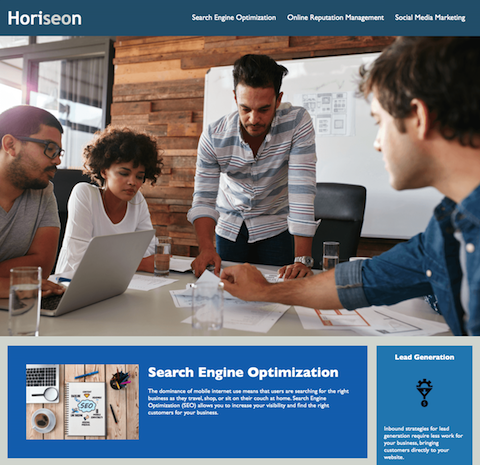 Horiseon
Search Engine Optimization
Online Reputation Management
Social Media Marketing
Search Engine Optimization
The dominance of mobile internet use means that users are searching for the right
business as they travel, shop, or sit on their couch at home. Search Engine
Optimization (SEO) allows you to increase your visibility and find the right
customers for your business.
SEO
Lead Generation
Inbound strategies for lead
generation require less work for
your business, bringing
customers directly to your
website.